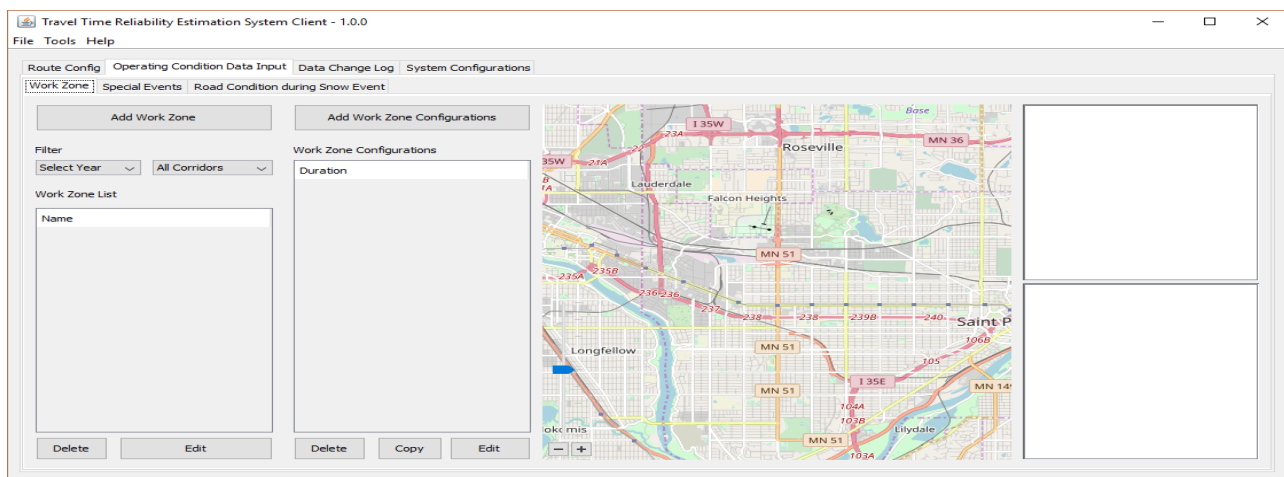 Travel Time Reliability Estimation System Client - 1.0.0
File Tools Help
Route Config Operating Condition Data Input Data Change Log System Configurations
Work Zone Special Events Road Condition during Snow Event
Add Work Zone
Filter
Select Year All Corridors
Work Zone List
Name
Delete Edit
Add Work Zone Configurations
Work Zone Configurations
Duration
Delete Copy Edit
Base
I 35W
23A
MN 36
Roseville
35W
23A
Lauderdale
Falcon Heights
MN 51
235A
235B
236
236
237
238
238
239B
240
Saint P
106B
Longfellow
MN 51
105
I 35E
MN 51
MN 149
104A
103B
Lilydale
MN 51
103A